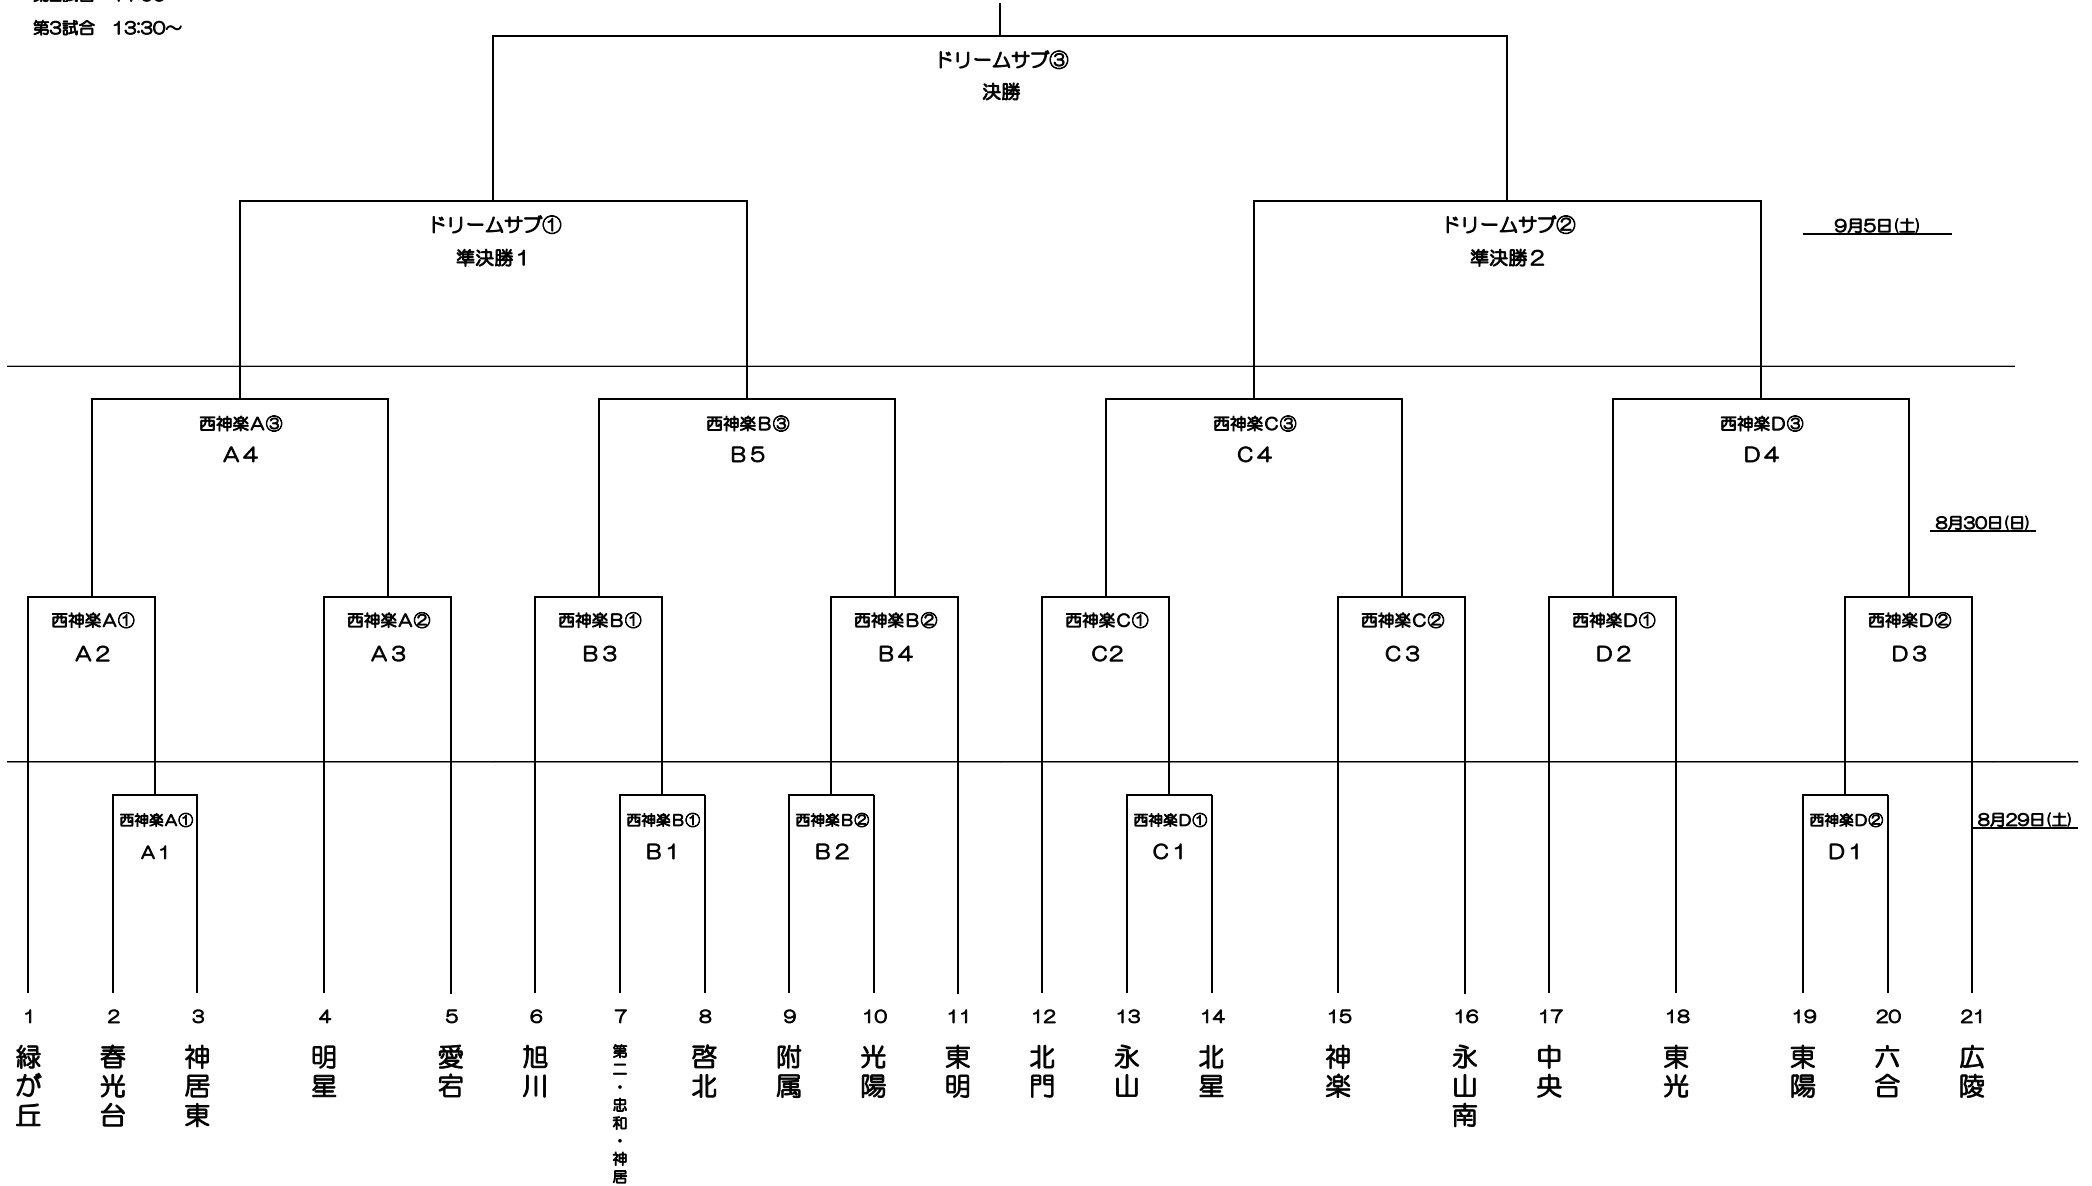 第3試合　13:30～
ドリームサブ③
決勝
ドリームサブ①
準決勝１
ドリームサブ②
準決勝２
9月5日(土)
西神楽A③
A４
西神楽B③
B５
西神楽C③
C４
西神楽D③
D４
8月30日(日)
西神楽A①
A２
西神楽A②
A３
西神楽B①
B３
西神楽B②
B４
西神楽C①
C２
西神楽C②
C３
西神楽D①
D２
西神楽D②
D３
西神楽A①
A１
西神楽B①
B１
西神楽B②
B２
西神楽D①
C１
西神楽D②
D１
8月29日(土)
1 2 3 4 5 6 7 8 9 10 11 12 13 14 15 16 17 18 19 20 21
緑が丘
春光台
神居東
明星
愛宕
旭川
第二・忠和・神居
啓北
附属
光陽
東明
北門
永山
北星
神楽
永山南
中央
東光
東陽
六合
広陵